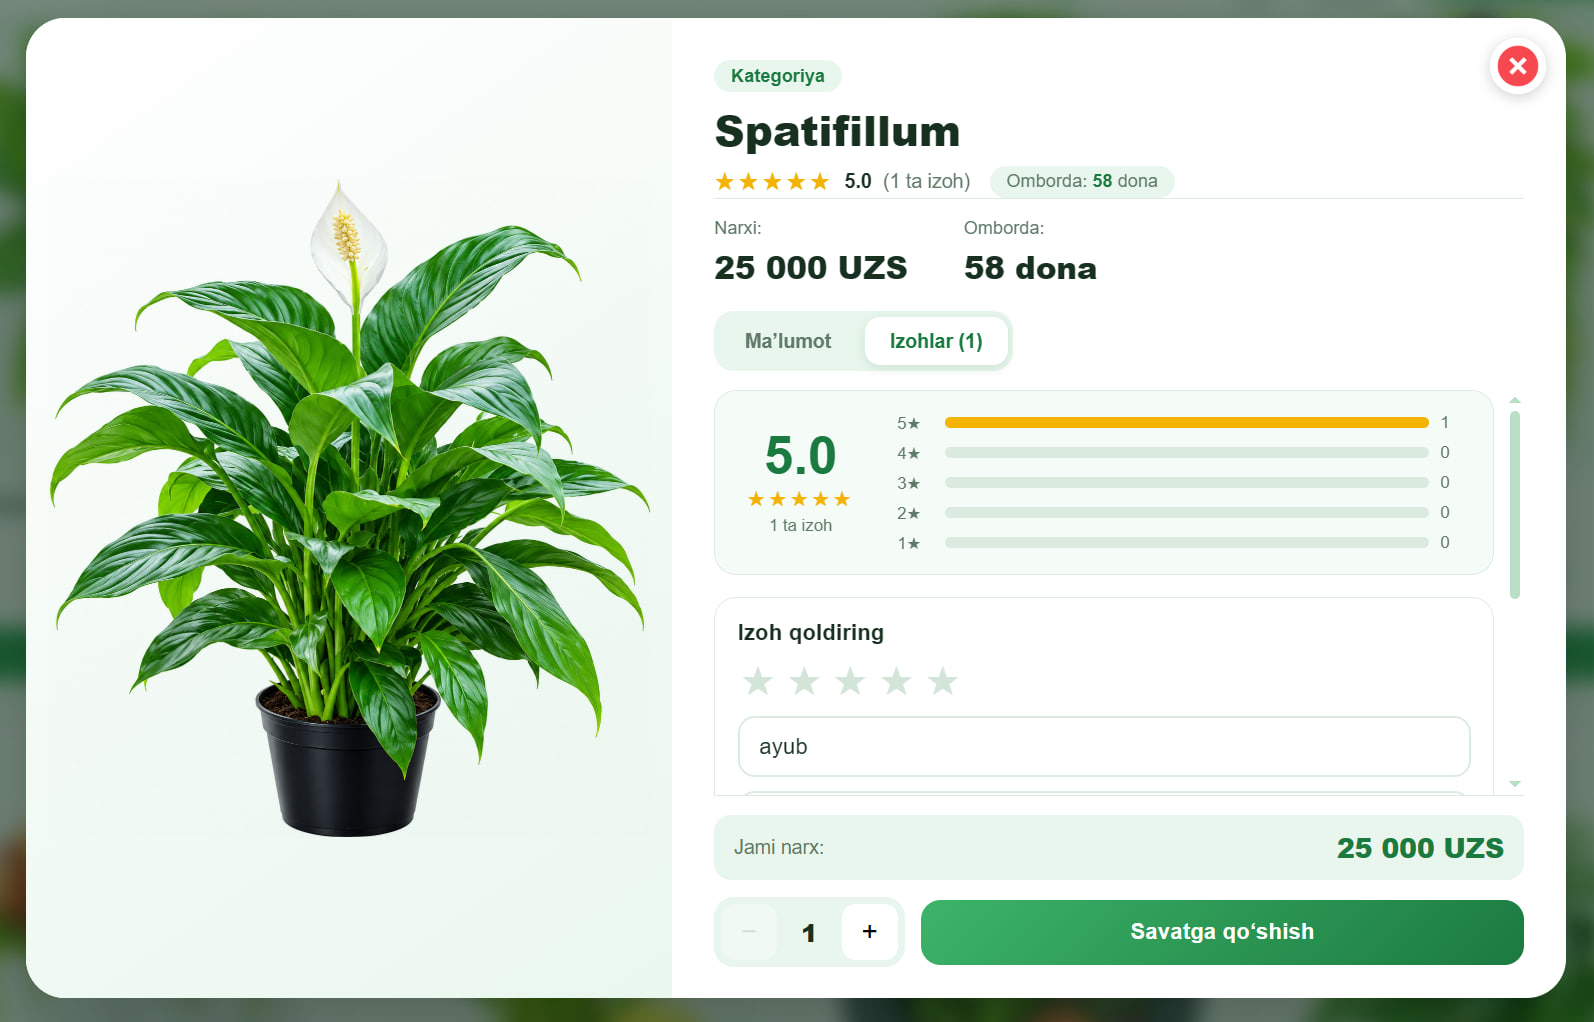 Kategoriya
Spatifillum
★★★★★ 5.0 (1 ta izoh) Omborda: 58 dona
Narxi: Omborda:
25 000 UZS 58 dona
Ma’lumot Izohlar (1)
5.0
★★★★★
1 ta izoh
5★ 1
4★ 0
3★ 0
2★ 0
1★ 0
Izoh qoldiring
★★★★★
ayub
Jami narx: 25 000 UZS
− 1 + Savatga qo‘shish